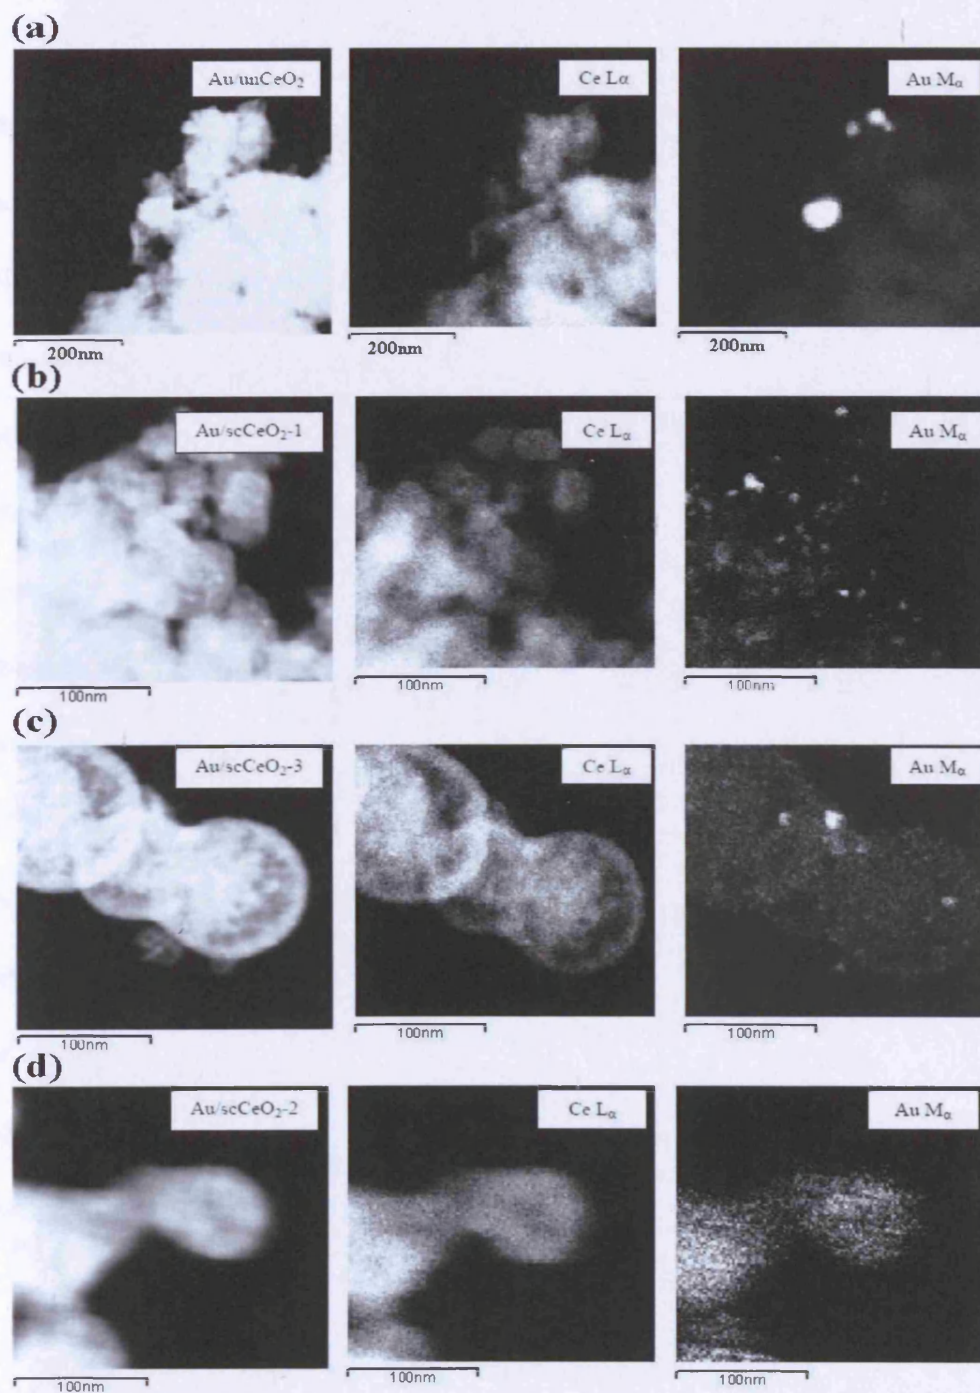 (a)
Au/unCeO₂ Ce Lα Au Mα
200nm 200nm 200nm
(b)
Au/scCeO₂-1 Ce Lα Au Mα
100nm 100nm 100nm
(c)
Au/scCeO₂-3 Ce Lα Au Mα
100nm 100nm 100nm
(d)
Au/scCeO₂-2 Ce Lα Au Mα
100nm 100nm 100nm